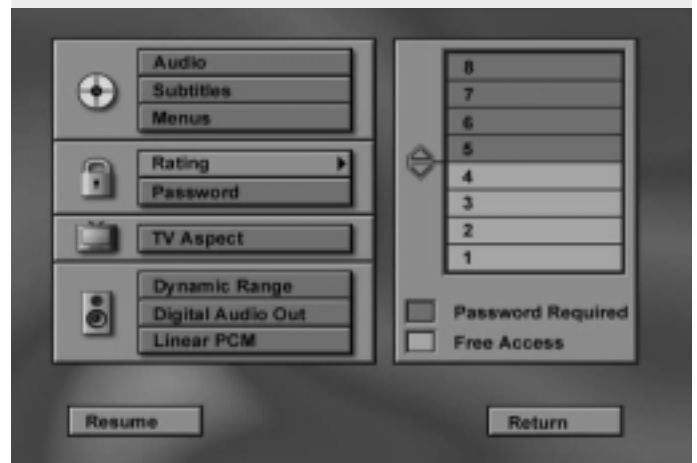 Audio
Subtitles
Menus
Rating
Password
TV Aspect
Dynamic Range
Digital Audio Out
Linear PCM
8
7
6
5
4
3
2
1
Password Required
Free Access
Resume
Return